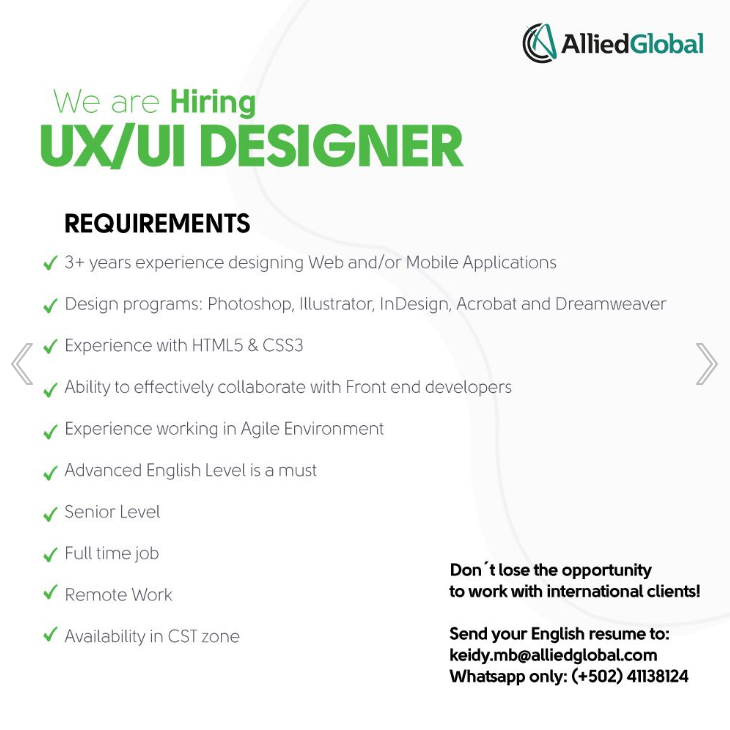 AlliedGlobal
We are Hiring
UX/UI DESIGNER
REQUIREMENTS
3+ years experience designing Web and/or Mobile Applications
Design programs: Photoshop, Illustrator, InDesign, Acrobat and Dreamweaver
Experience with HTML5 & CSS3
Ability to effectively collaborate with Front end developers
Experience working in Agile Environment
Advanced English Level is a must
Senior Level
Full time job
Remote Work
Availability in CST zone
Don´t lose the opportunity
to work with international clients!
Send your English resume to:
keidy.mb@alliedglobal.com
Whatsapp only: (+502) 41138124